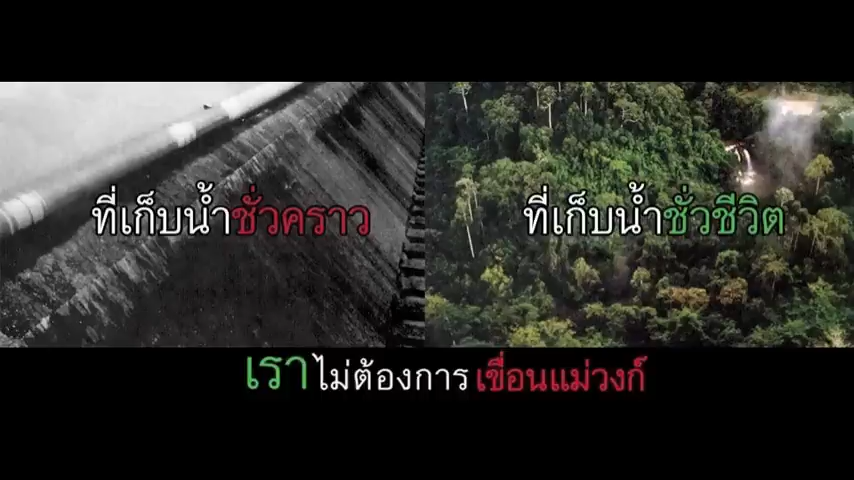 ที่เก็บน้ำชั่วคราว
ที่เก็บน้ำชั่วชีวิต
เราไม่ต้องการเขื่อนแม่วงก์